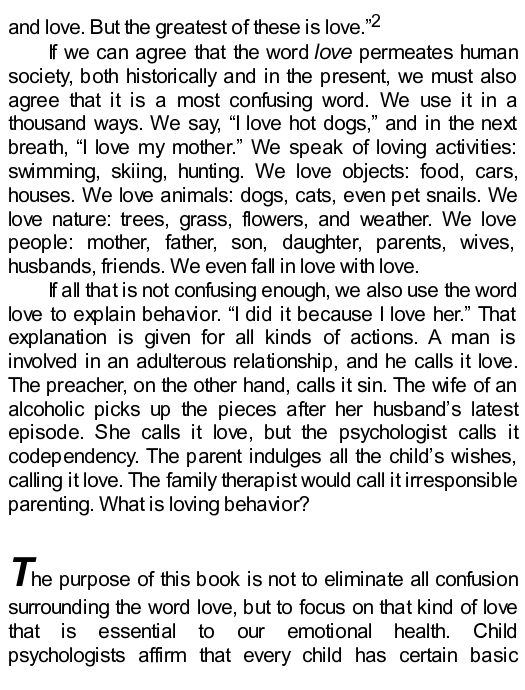 and love. But the greatest of these is love.”2
If we can agree that the word love permeates human
society, both historically and in the present, we must also
agree that it is a most confusing word. We use it in a
thousand ways. We say, “I love hot dogs,” and in the next
breath, “I love my mother.” We speak of loving activities:
swimming, skiing, hunting. We love objects: food, cars,
houses. We love animals: dogs, cats, even pet snails. We
love nature: trees, grass, flowers, and weather. We love
people: mother, father, son, daughter, parents, wives,
husbands, friends. We even fall in love with love.
If all that is not confusing enough, we also use the word
love to explain behavior. “I did it because I love her.” That
explanation is given for all kinds of actions. A man is
involved in an adulterous relationship, and he calls it love.
The preacher, on the other hand, calls it sin. The wife of an
alcoholic picks up the pieces after her husband’s latest
episode. She calls it love, but the psychologist calls it
codependency. The parent indulges all the child’s wishes,
calling it love. The family therapist would call it irresponsible
parenting. What is loving behavior?
The purpose of this book is not to eliminate all confusion
surrounding the word love, but to focus on that kind of love
that is essential to our emotional health. Child
psychologists affirm that every child has certain basic